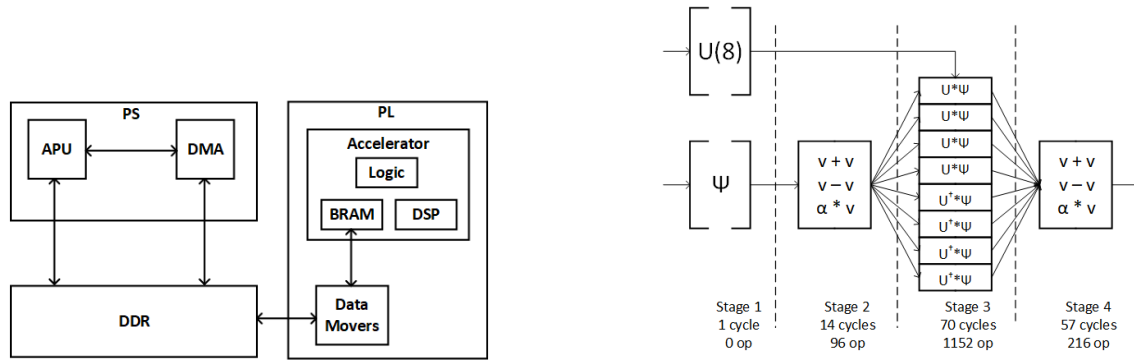 PS
APU
DMA
DDR
PL
Accelerator
Logic
BRAM
DSP
Data
Movers
U(8)
Ψ
v + v
v – v
α * v
U*Ψ
U*Ψ
U*Ψ
U*Ψ
U†*Ψ
U†*Ψ
U†*Ψ
U†*Ψ
v + v
v – v
α * v
Stage 1
1 cycle
0 op
Stage 2
14 cycles
96 op
Stage 3
70 cycles
1152 op
Stage 4
57 cycles
216 op